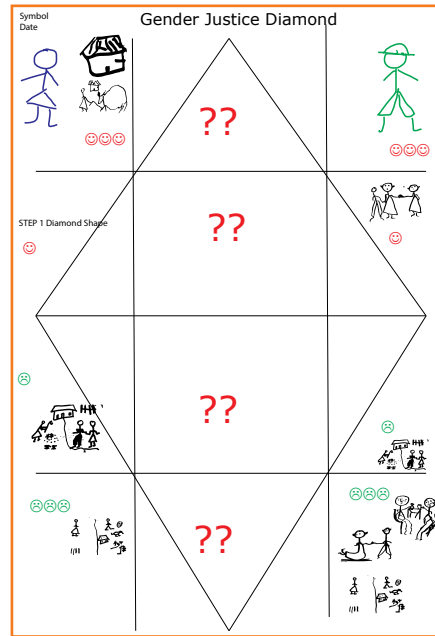 Symbol
Date
Gender Justice Diamond
??
??
STEP 1 Diamond Shape
??
??